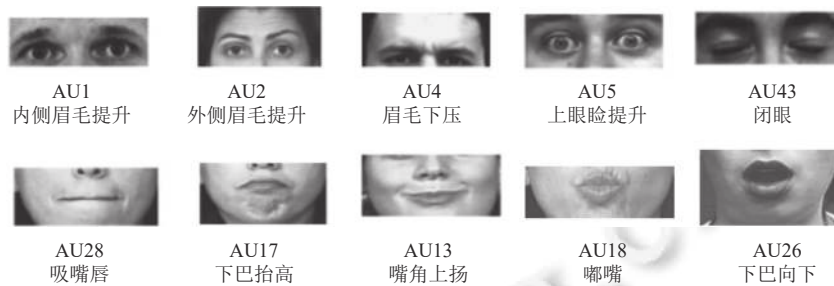 AU1 AU2 AU4 AU5 AU43
内侧眉毛提升 外侧眉毛提升 眉毛下压 上眼睑提升 闭眼
AU28 AU17 AU13 AU18 AU26
吸嘴唇 下巴抬高 嘴角上扬 嘟嘴 下巴向下